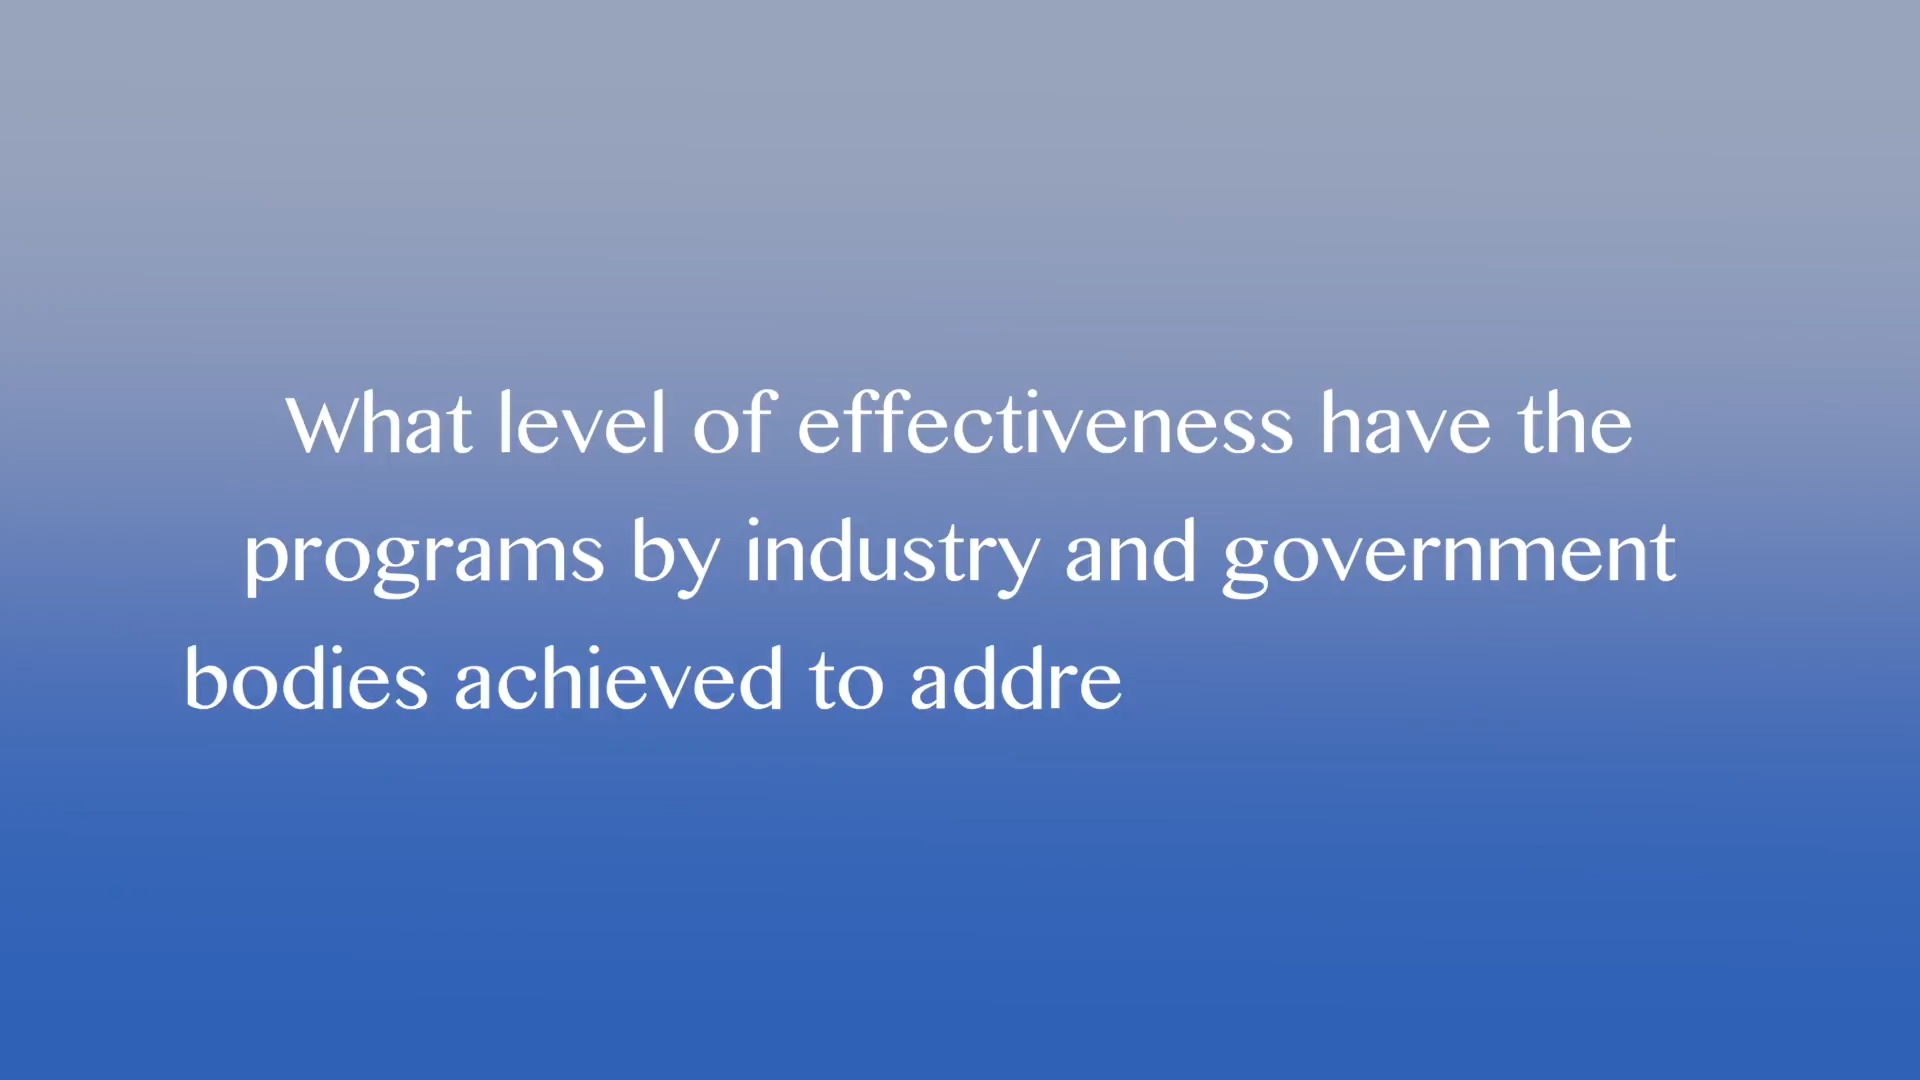 What level of effectiveness have the
programs by industry and government
bodies achieved to addre